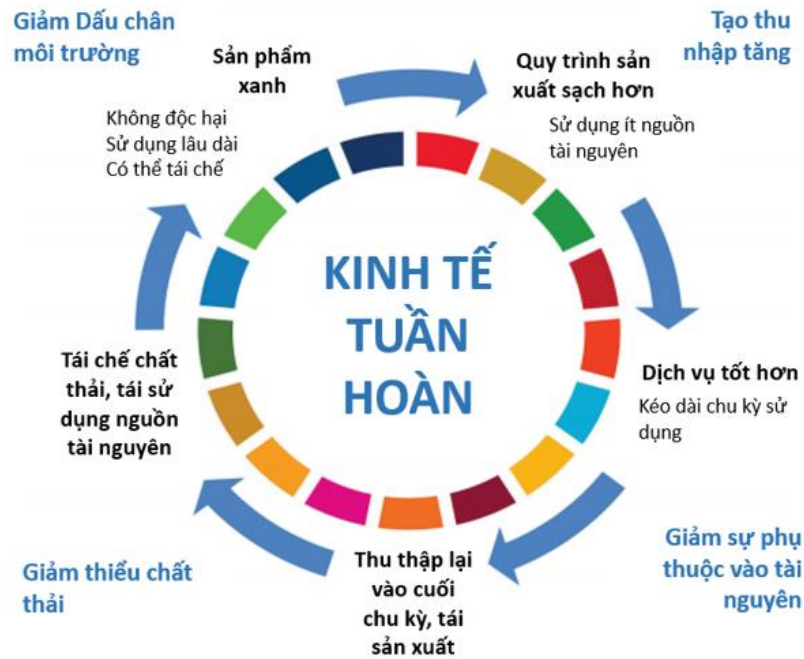 Giảm Dấu chân
môi trường
Sản phẩm
xanh
Không độc hại
Sử dụng lâu dài
Có thể tái chế
Tạo thu
nhập tăng
Quy trình sản
xuất sạch hơn
Sử dụng ít nguồn
tài nguyên
KINH TẾ
TUẦN
HOÀN
Dịch vụ tốt hơn
Kéo dài chu kỳ sử
dụng
Giảm sự phụ
thuộc vào tài
nguyên
Thu thập lại
vào cuối
chu kỳ, tái
sản xuất
Giảm thiểu chất
thải
Tái chế chất
thải, tái sử
dụng nguồn
tài nguyên